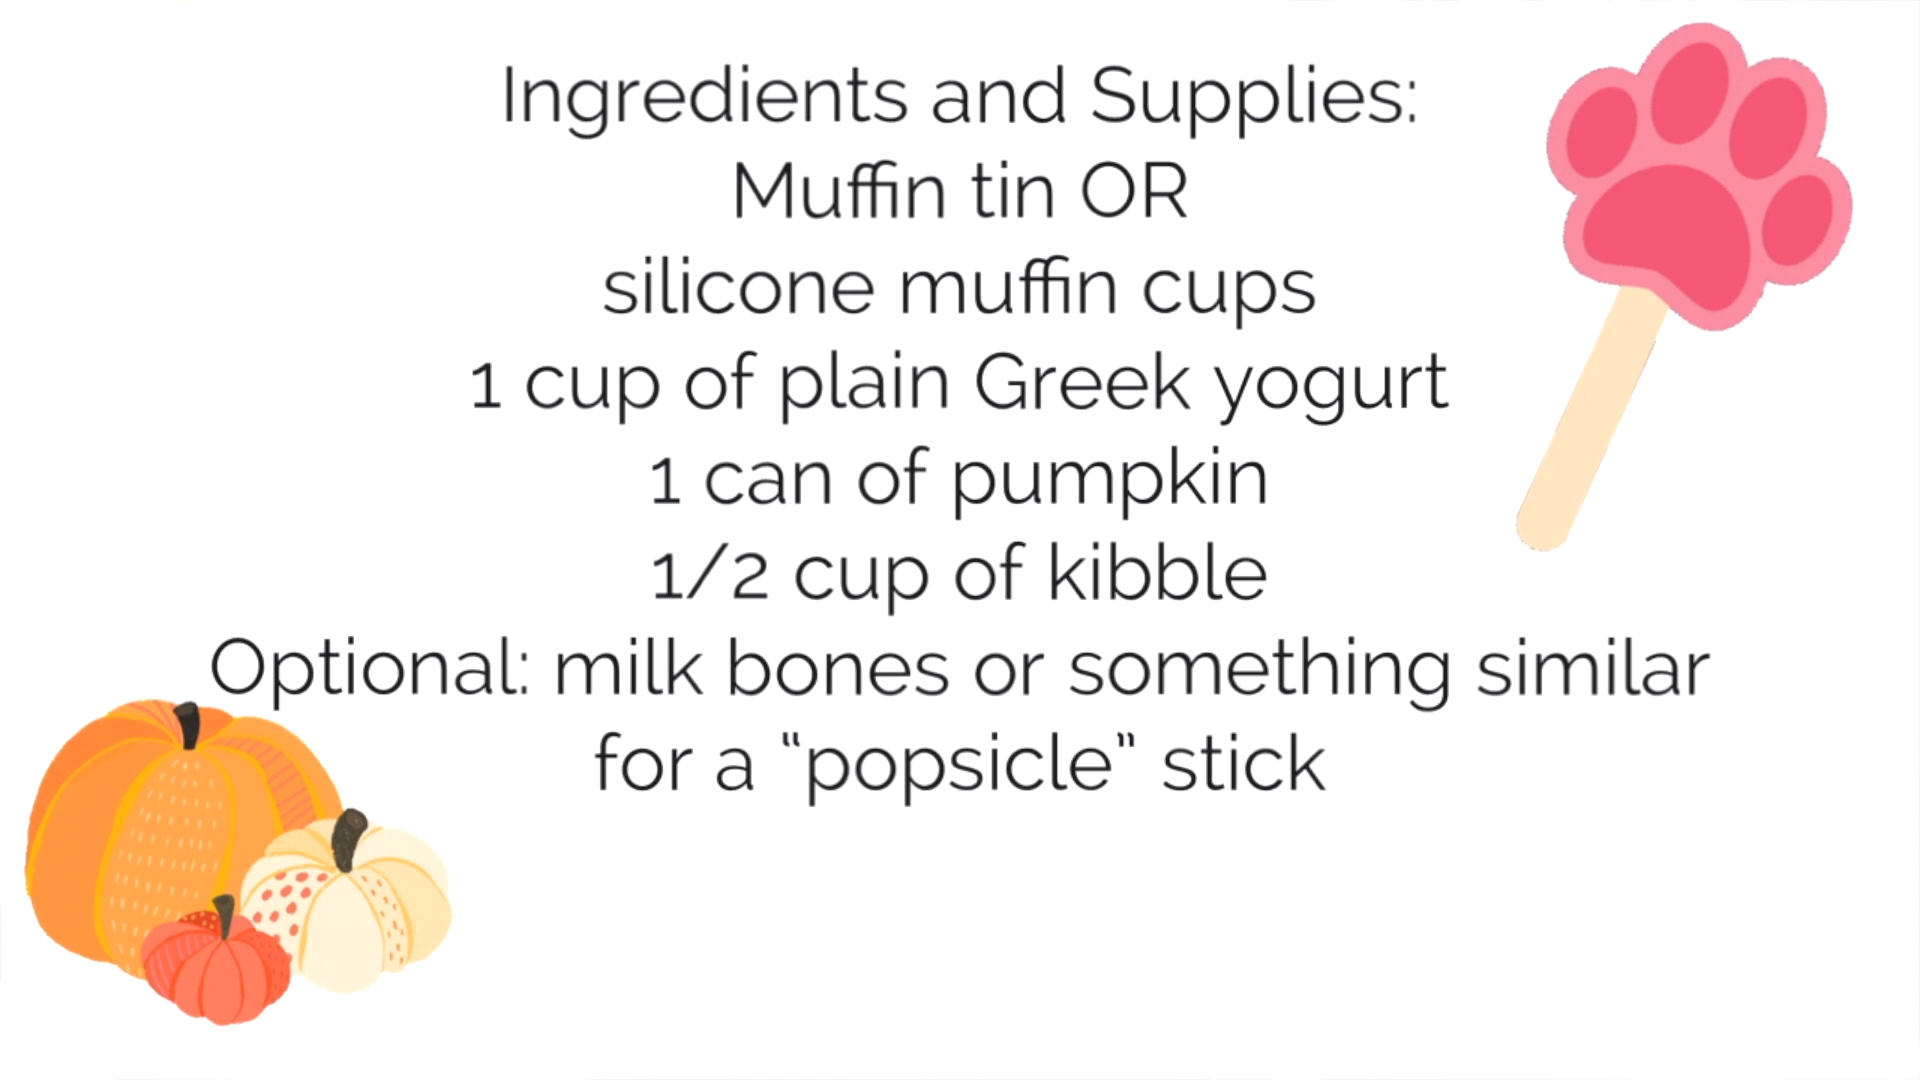 Ingredients and Supplies:
Muffin tin OR
silicone muffin cups
1 cup of plain Greek yogurt
1 can of pumpkin
1/2 cup of kibble
Optional: milk bones or something similar
for a “popsicle” stick